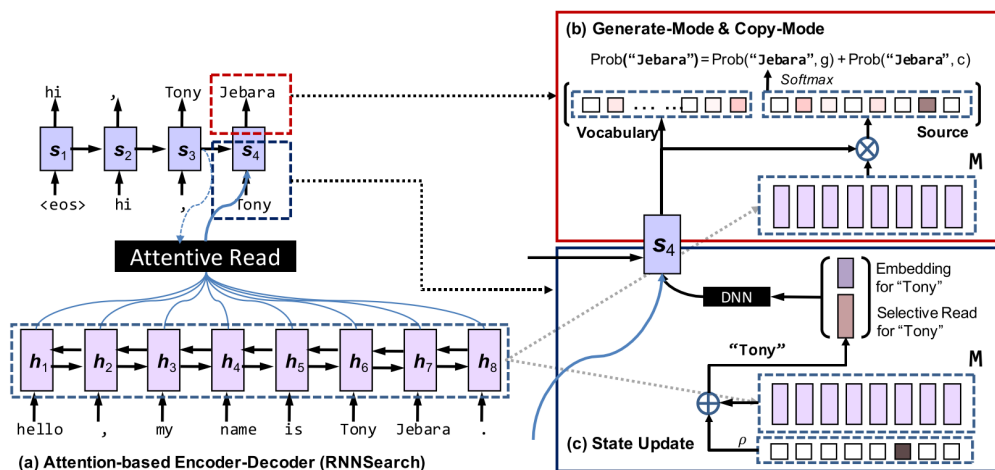 hi , Tony Jebara
s1 s2 s3 s4
<eos> hi , Tony
Attentive Read
h1 h2 h3 h4 h5 h6 h7 h8
hello , my name is Tony Jebara .
(a) Attention-based Encoder-Decoder (RNNSearch)
(b) Generate-Mode & Copy-Mode
Prob("Jebara") = Prob("Jebara", g) + Prob("Jebara", c)
Softmax
... ...
Vocabulary Source
M
s4
DNN
Embedding
for "Tony"
Selective Read
for "Tony"
"Tony"
M
ρ
(c) State Update